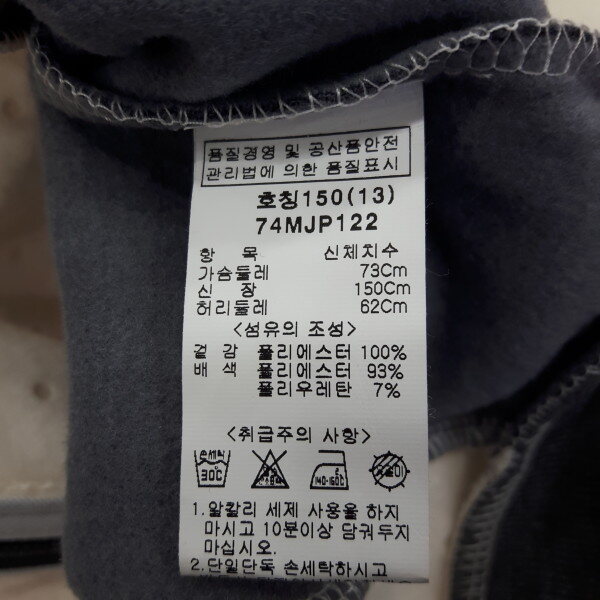 품질경영 및 공산품안전
관리법에 의한 품질표시
호칭150(13)
74MJP122
항 목 신체치수
가슴둘레 73Cm
신 장 150Cm
허리둘레 62Cm
<섬유의 조성>
겉 감 폴리에스터 100%
배 색 폴리에스터 93%
폴리우레탄 7%
<취급주의 사항>
손세탁
30℃
140-160℃
1.알칼리 세제 사용을 하지
마시고 10분이상 담궈두지
마십시오.
2.단일단독 손세탁하시고